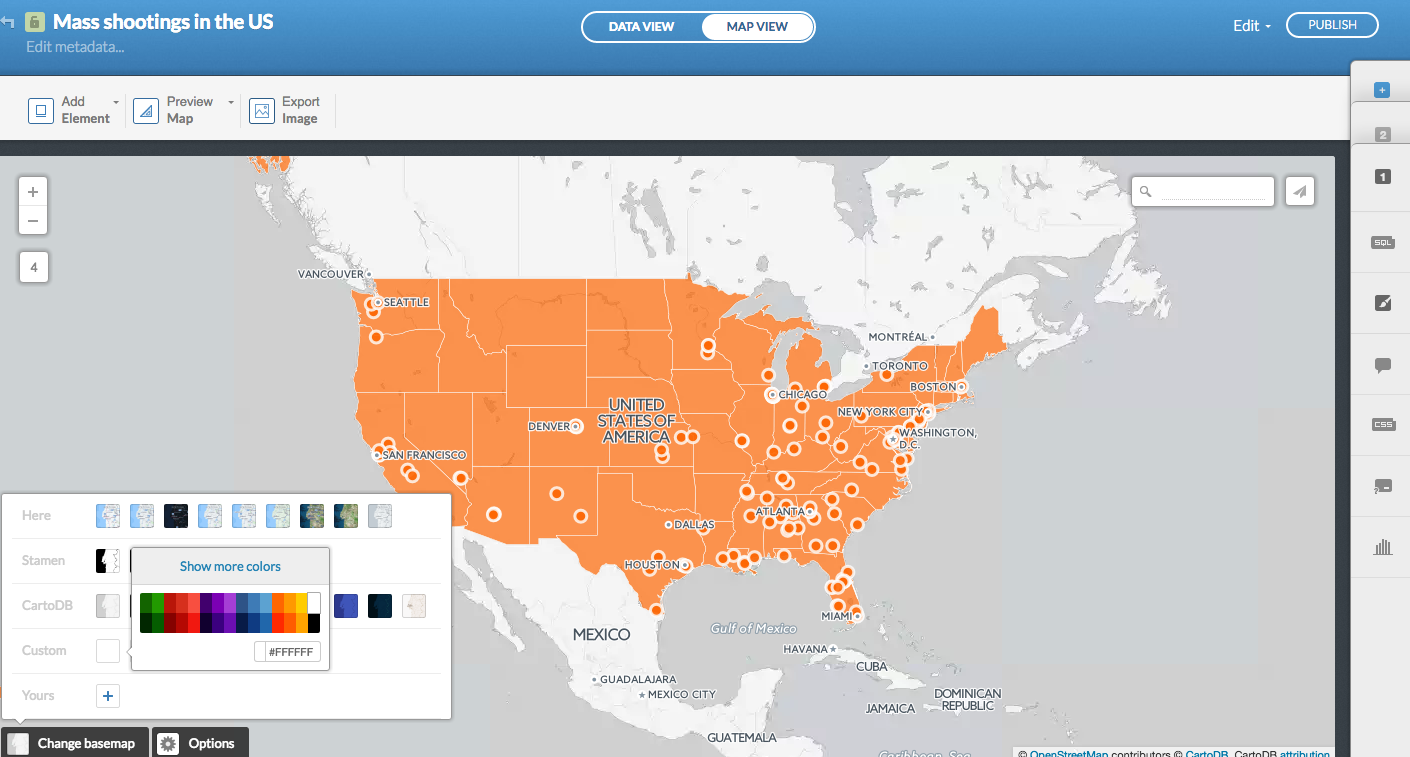 Mass shootings in the US
Edit metadata...
DATA VIEW
MAP VIEW
Edit
PUBLISH
Add
Element
Preview
Map
Export
Image
+
2
1
SQL
CSS
+
−
4
VANCOUVER
SEATTLE
MONTRÉAL
TORONTO
BOSTON
CHICAGO
NEW YORK CITY
UNITED
STATES OF
AMERICA
DENVER
WASHINGTON,
D.C.
SAN FRANCISCO
ATLANTA
DALLAS
HOUSTON
MIAMI
MEXICO
Gulf of Mexico
HAVANA
CUBA
GUADALAJARA
MEXICO CITY
DOMINICAN
REPUBLIC
JAMAICA
GUATEMALA
Caribbean Sea
Here
Stamen
CartoDB
Custom
Yours
+
Show more colors
#FFFFFF
Change basemap
Options
© OpenStreetMap contributors © CartoDB, CartoDB attribution